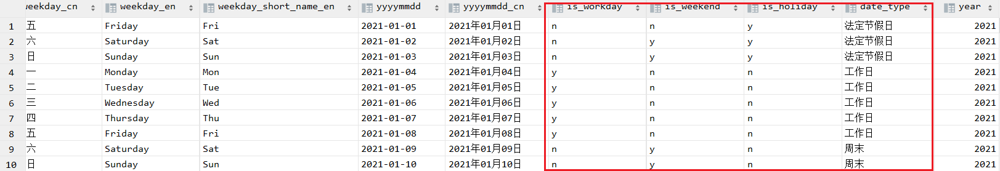 weekday_cn weekday_en weekday_short_name_en yyyymmdd yyyymmdd_cn is_workday is_weekend is_holiday date_type year
1 五 Friday Fri 2021-01-01 2021年01月01日 n n y 法定节假日 2021
2 六 Saturday Sat 2021-01-02 2021年01月02日 n y y 法定节假日 2021
3 日 Sunday Sun 2021-01-03 2021年01月03日 n y y 法定节假日 2021
4 一 Monday Mon 2021-01-04 2021年01月04日 y n n 工作日 2021
5 二 Tuesday Tue 2021-01-05 2021年01月05日 y n n 工作日 2021
6 三 Wednesday Wed 2021-01-06 2021年01月06日 y n n 工作日 2021
7 四 Thursday Thu 2021-01-07 2021年01月07日 y n n 工作日 2021
8 五 Friday Fri 2021-01-08 2021年01月08日 y n n 工作日 2021
9 六 Saturday Sat 2021-01-09 2021年01月09日 n y n 周末 2021
10 日 Sunday Sun 2021-01-10 2021年01月10日 n y n 周末 2021